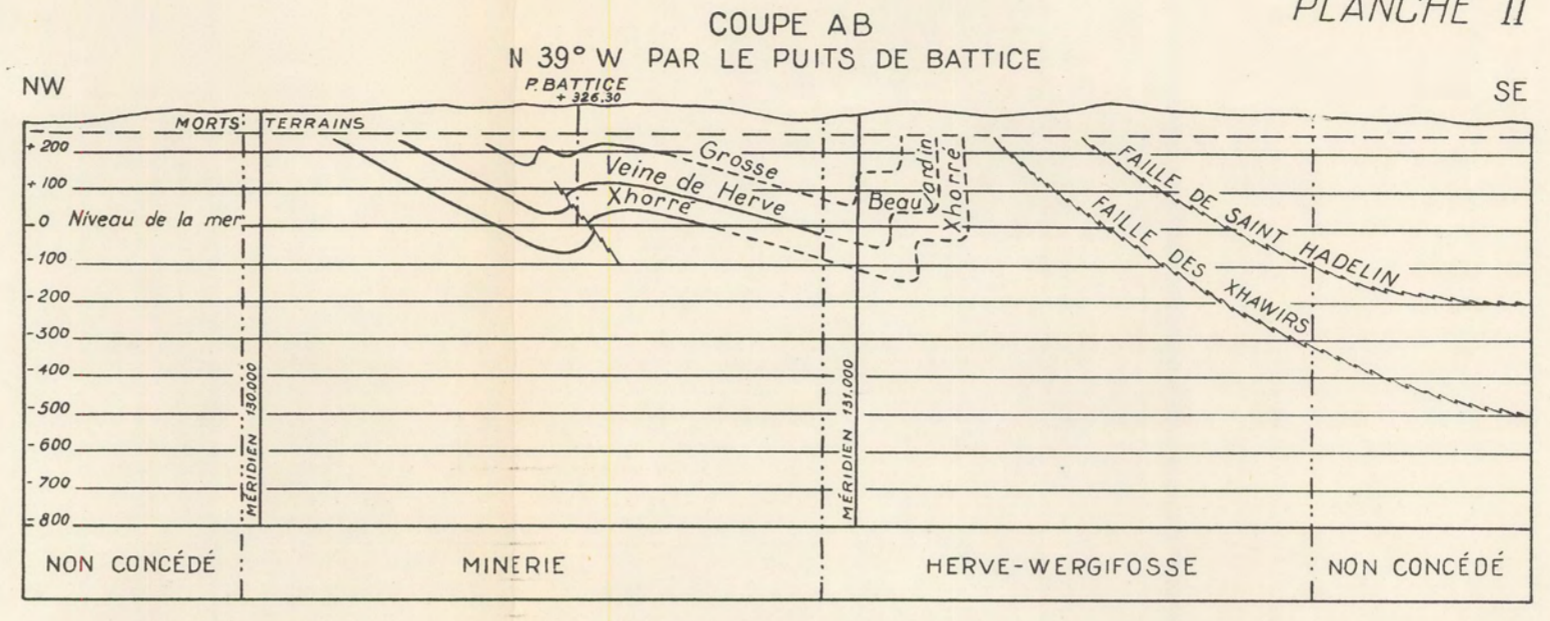 PLANCHE II
COUPE AB
N 39° W PAR LE PUITS DE BATTICE
NW
P. BATTICE
+ 326.30
SE
MORTS TERRAINS
+ 200
+ 100
0 Niveau de la mer
- 100
- 200
- 300
- 400
- 500
- 600
- 700
- 800
MÉRIDIEN 130.000
Grosse
Veine de Herve
Xhorré
MÉRIDIEN 131.000
Beau Jardin
Xhorre
FAILLE DE SAINT HADELIN
FAILLE DES XHAWIRS
NON CONCÉDÉ
MINERIE
HERVE-WERGIFOSSE
NON CONCÉDÉ